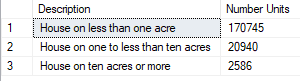 Description Number Units
1 House on less than one acre 170745
2 House on one to less than ten acres 20940
3 House on ten acres or more 2586